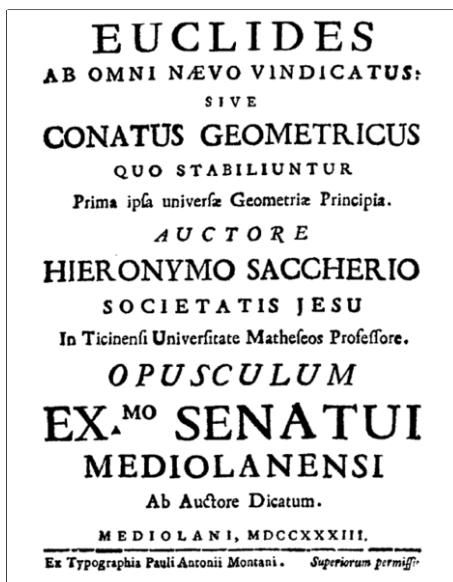 EUCLIDES
AB OMNI NÆVO VINDICATUS:
SIVE
CONATUS GEOMETRICUS
QUO STABILIUNTUR
Prima ipſa univerſæ Geometriæ Principia.
AUCTORE
HIERONYMO SACCHERIO
SOCIETATIS JESU
In Ticinenſi Univerſitate Matheſeos Profeſſore.
OPUSCULUM
EX.MO SENATUI
MEDIOLANENSI
Ab Auctore Dicatum.
MEDIOLANI, MDCCXXXIII.
Ex Typographia Pauli Antonii Montani. Superiorum permiſſ.